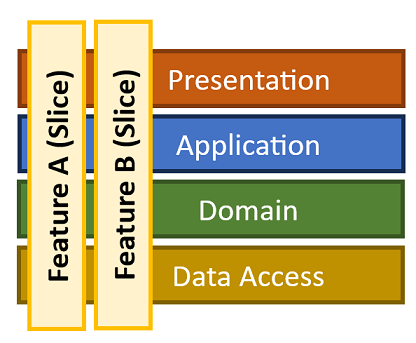 Feature A (Slice)
Feature B (Slice)
Presentation
Application
Domain
Data Access